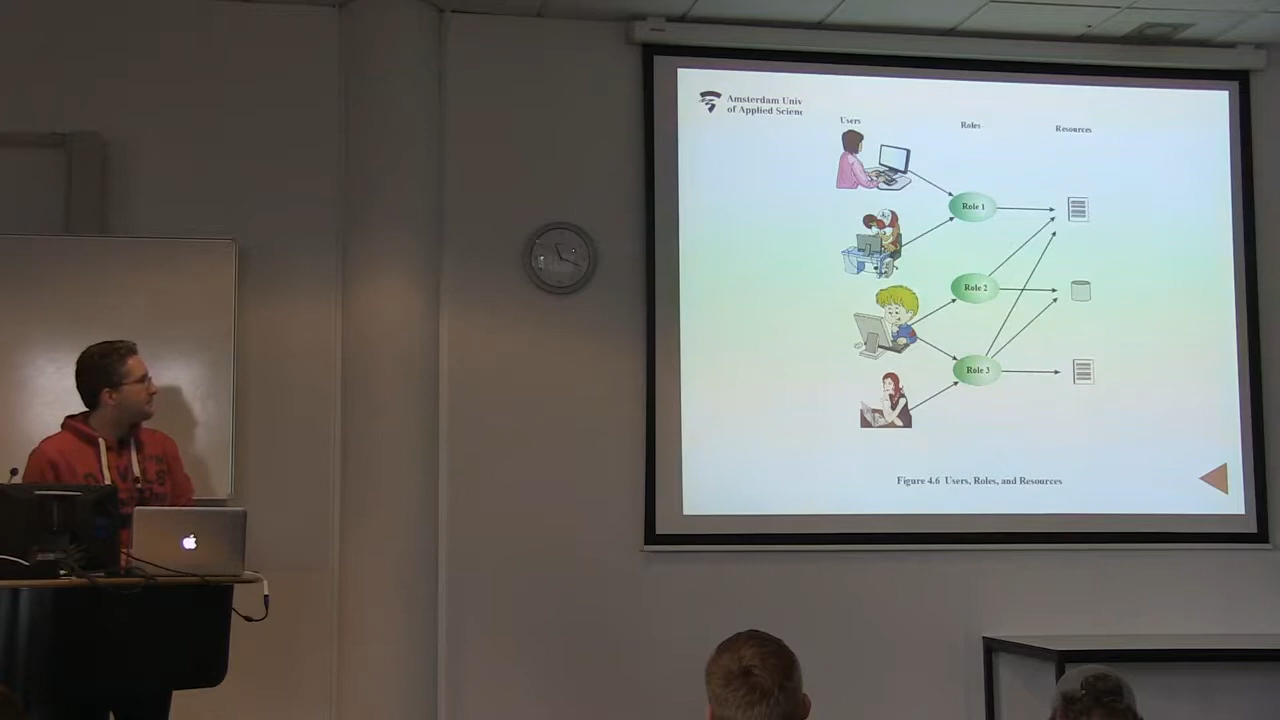 Amsterdam Univ
of Applied Scienc
Users
Roles
Resources
Role 1
Role 2
Role 3
Figure 4.6 Users, Roles, and Resources